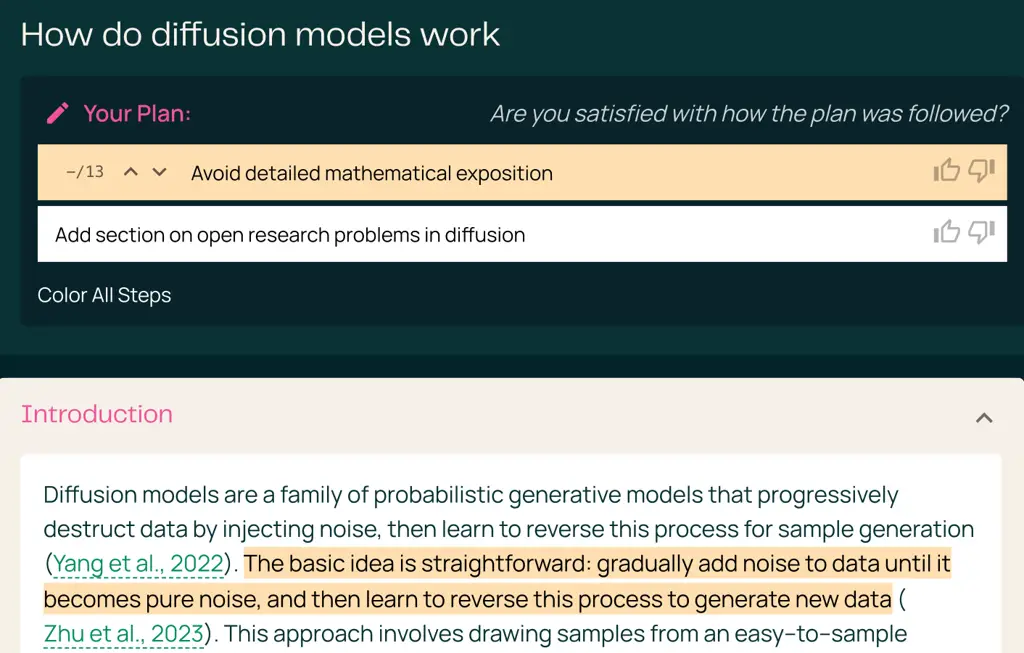 How do diffusion models work
Your Plan:
Are you satisfied with how the plan was followed?
–/13
Avoid detailed mathematical exposition
Add section on open research problems in diffusion
Color All Steps
Introduction
Diffusion models are a family of probabilistic generative models that progressively
destruct data by injecting noise, then learn to reverse this process for sample generation
(Yang et al., 2022). The basic idea is straightforward: gradually add noise to data until it
becomes pure noise, and then learn to reverse this process to generate new data (
Zhu et al., 2023). This approach involves drawing samples from an easy-to-sample